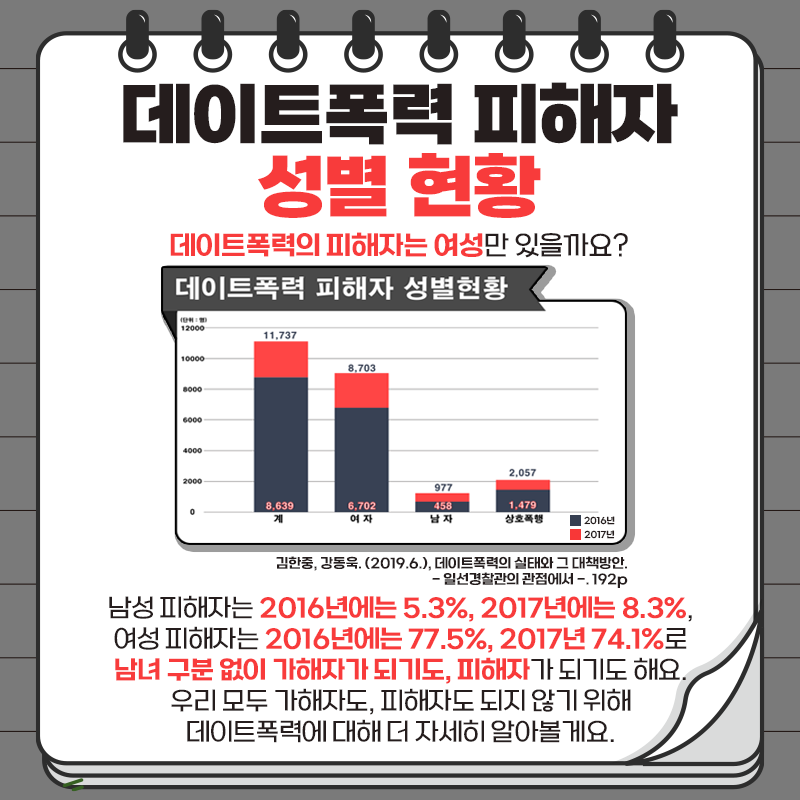 데이트폭력 피해자
성별 현황
데이트폭력의 피해자는 여성만 있을까요?
데이트폭력 피해자 성별현황
(단위 : 명)
12000
10000
8000
6000
4000
2000
0
11,737
8,703
977
2,057
8,639
6,702
458
1,479
계
여 자
남 자
상호폭행
2016년
2017년
김한중, 강동욱. (2019.6.), 데이트폭력의 실태와 그 대책방안.
- 일선경찰관의 관점에서 -. 192p
남성 피해자는 2016년에는 5.3%, 2017년에는 8.3%,
여성 피해자는 2016년에는 77.5%, 2017년 74.1%로
남녀 구분 없이 가해자가 되기도, 피해자가 되기도 해요.
우리 모두 가해자도, 피해자도 되지 않기 위해
데이트폭력에 대해 더 자세히 알아볼게요.